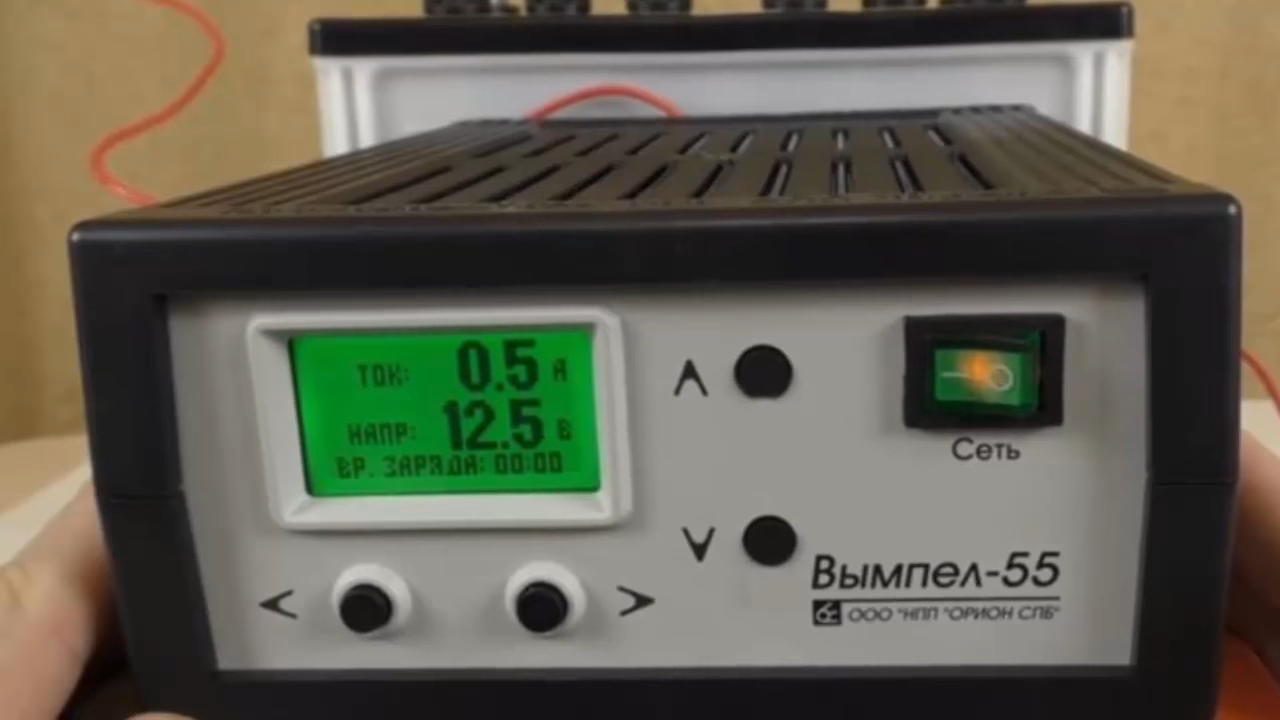 ТОК: 0.5 А
НАПР: 12.5 В
ВР. ЗАРЯДА: 00:00
Сеть
Вымпел-55
ООО "НПП "ОРИОН СПБ"